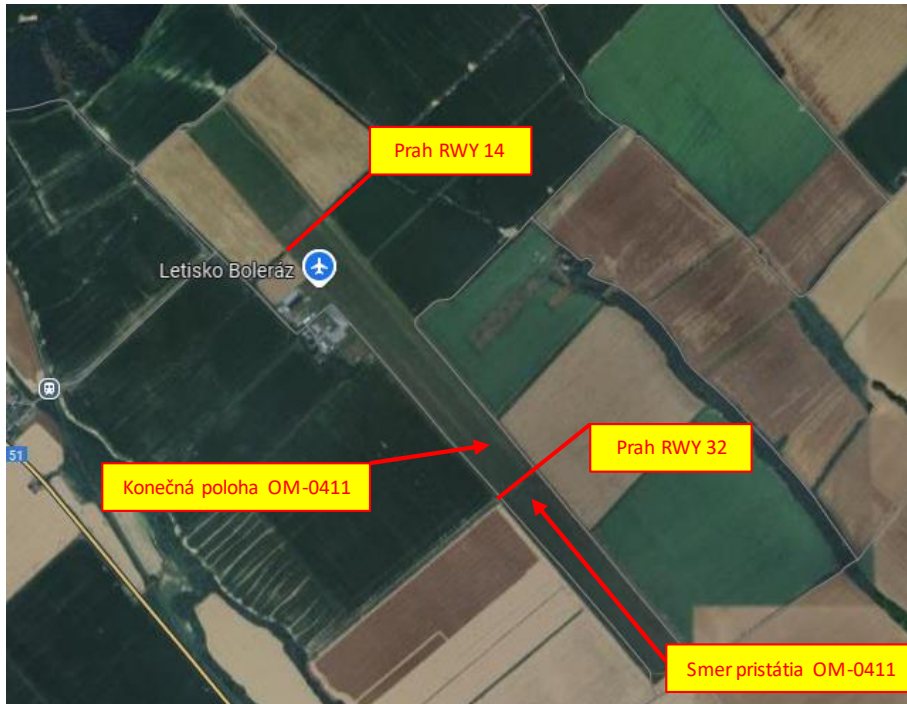 Prah RWY 14
Letisko Boleráz
Prah RWY 32
51
Konečná poloha OM-0411
Smer pristátia OM-0411